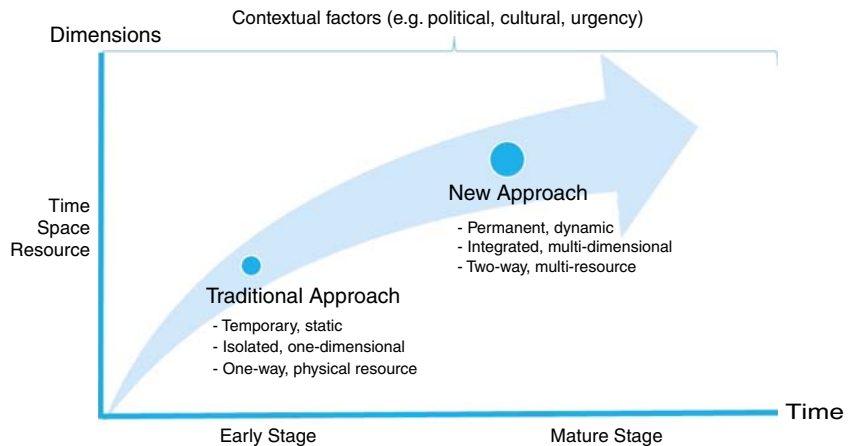 Contextual factors (e.g. political, cultural, urgency)
Dimensions
Time
Space
Resource
New Approach
- Permanent, dynamic
- Integrated, multi-dimensional
- Two-way, multi-resource
Traditional Approach
- Temporary, static
- Isolated, one-dimensional
- One-way, physical resource
Time
Early Stage
Mature Stage